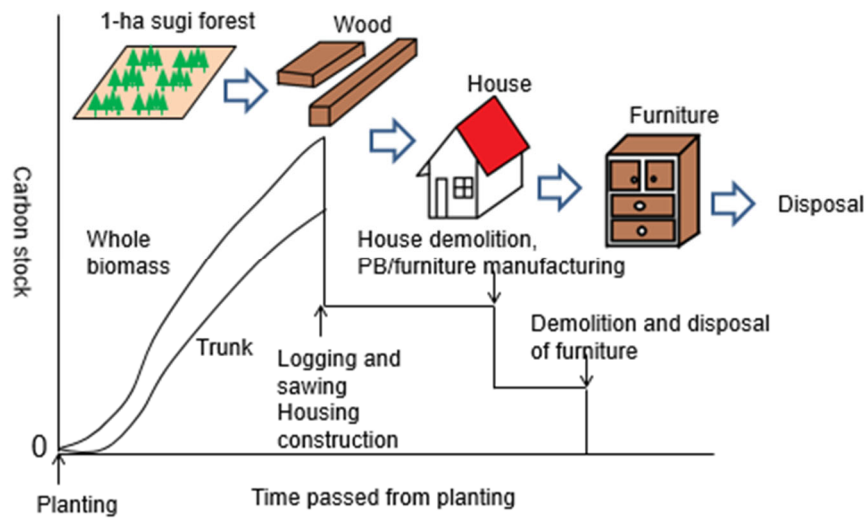 1-ha sugi forest
Wood
House
Furniture
Disposal
Carbon stock
Whole
biomass
Trunk
House demolition,
PB/furniture manufacturing
Demolition and disposal
of furniture
Logging and
sawing
Housing
construction
0
Planting
Time passed from planting